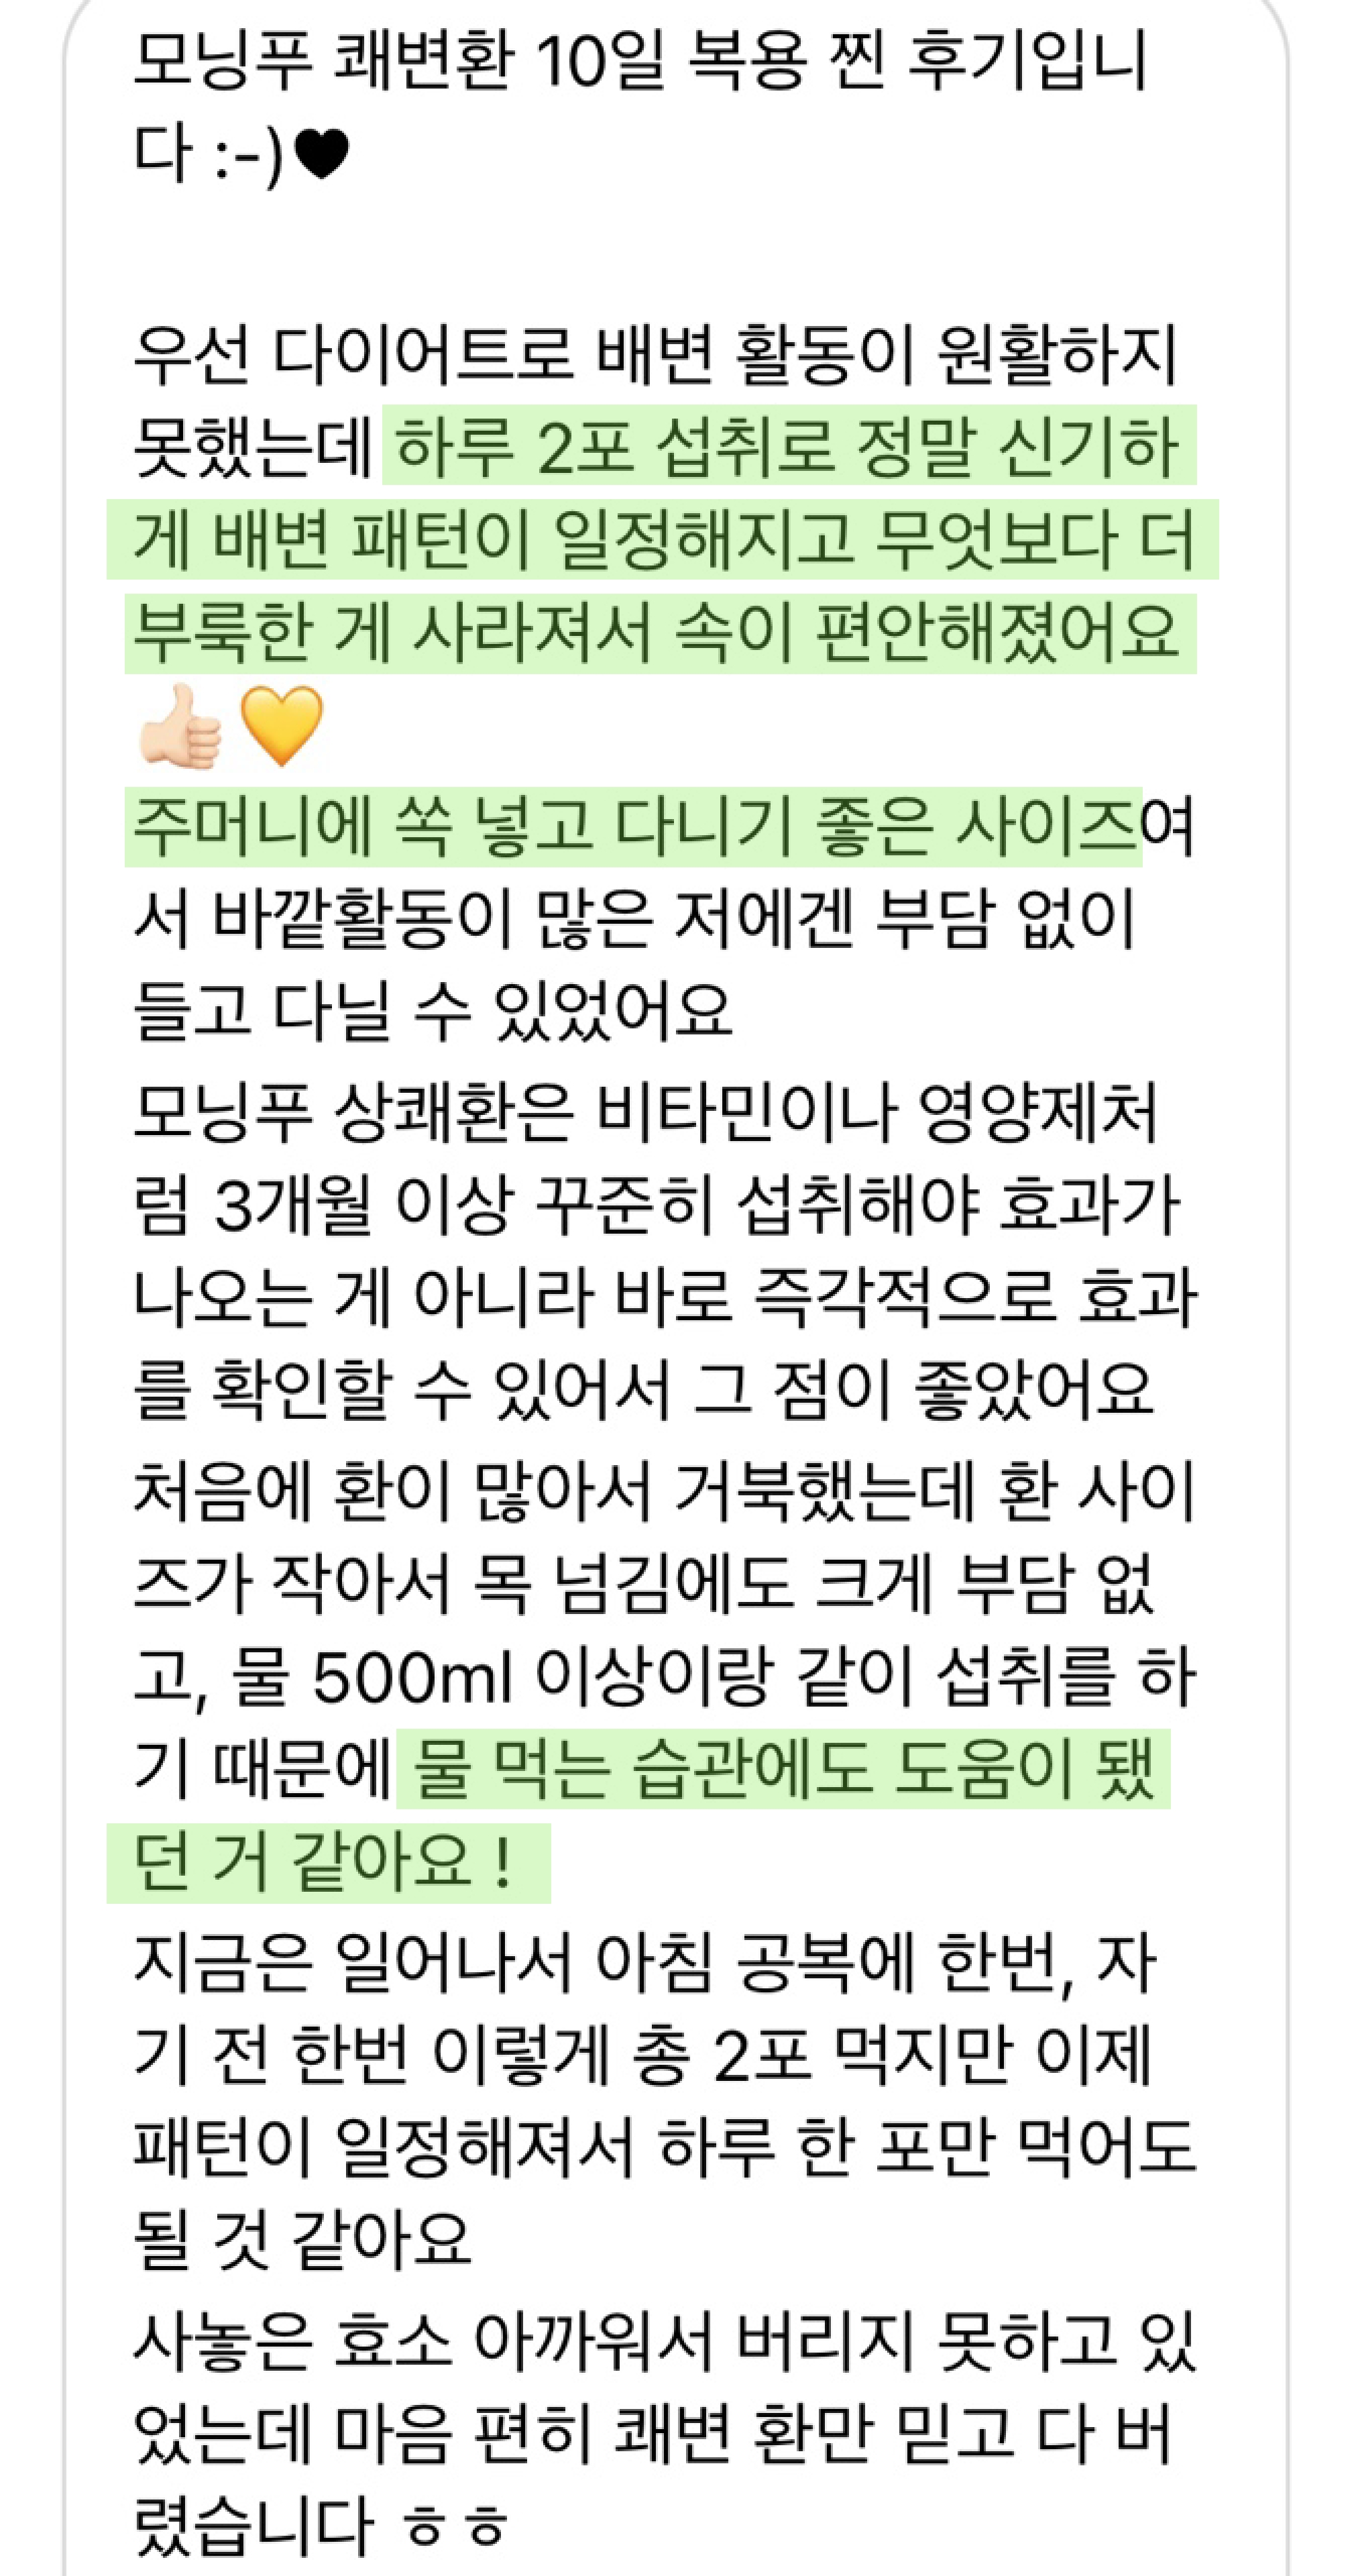 모닝푸 쾌변환 10일 복용 찐 후기입니
다 :-)🖤
우선 다이어트로 배변 활동이 원활하지
못했는데 하루 2포 섭취로 정말 신기하
게 배변 패턴이 일정해지고 무엇보다 더
부룩한 게 사라져서 속이 편안해졌어요
👍🏻💛
주머니에 쏙 넣고 다니기 좋은 사이즈여
서 바깥활동이 많은 저에겐 부담 없이
들고 다닐 수 있었어요
모닝푸 상쾌환은 비타민이나 영양제처
럼 3개월 이상 꾸준히 섭취해야 효과가
나오는 게 아니라 바로 즉각적으로 효과
를 확인할 수 있어서 그 점이 좋았어요
처음에 환이 많아서 거북했는데 환 사이
즈가 작아서 목 넘김에도 크게 부담 없
고, 물 500ml 이상이랑 같이 섭취를 하
기 때문에 물 먹는 습관에도 도움이 됐
던 거 같아요 !
지금은 일어나서 아침 공복에 한번, 자
기 전 한번 이렇게 총 2포 먹지만 이제
패턴이 일정해져서 하루 한 포만 먹어도
될 것 같아요
사놓은 효소 아까워서 버리지 못하고 있
었는데 마음 편히 쾌변 환만 믿고 다 버
렸습니다 ㅎㅎ